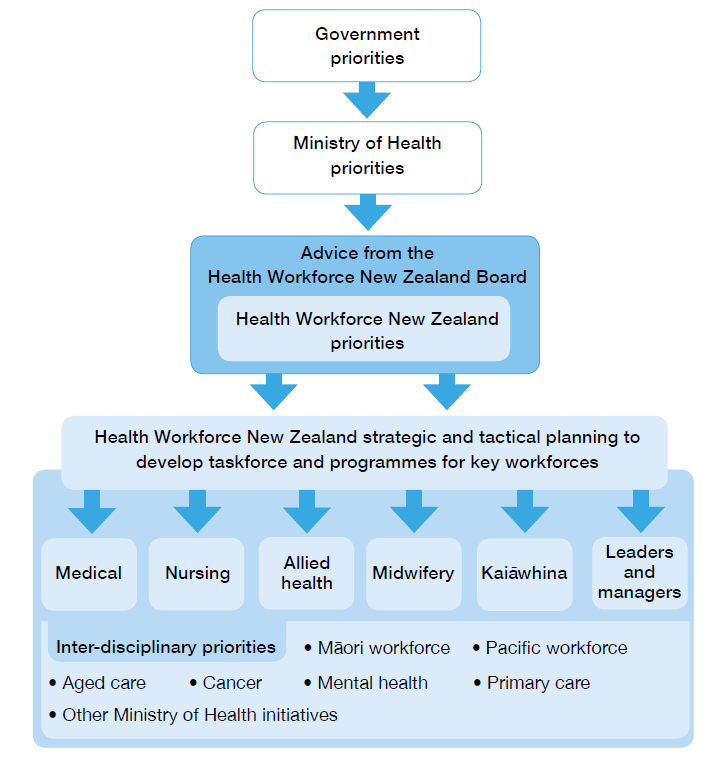 Government
priorities
Ministry of Health
priorities
Advice from the
Health Workforce New Zealand Board
Health Workforce New Zealand
priorities
Health Workforce New Zealand strategic and tactical planning to
develop taskforce and programmes for key workforces
Medical
Nursing
Allied
health
Midwifery
Kaiāwhina
Leaders
and
managers
Inter-disciplinary priorities
• Māori workforce
• Pacific workforce
• Aged care
• Cancer
• Mental health
• Primary care
• Other Ministry of Health initiatives